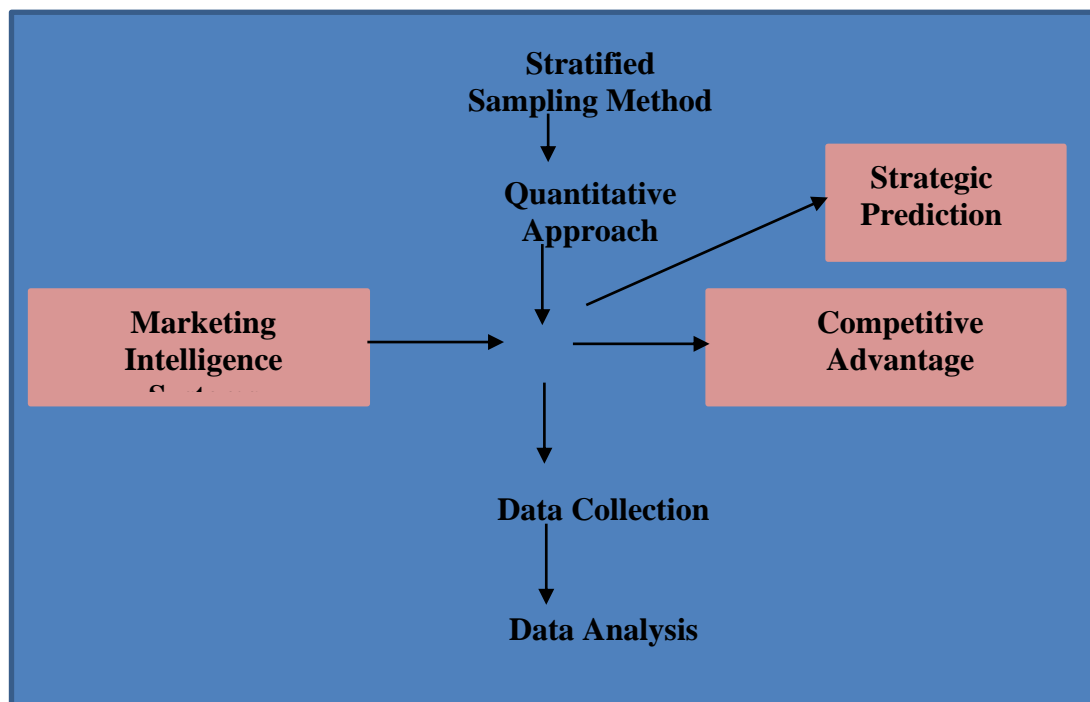 Stratified
Sampling Method
Quantitative
Approach
Strategic
Prediction
Marketing
Intelligence
Competitive
Advantage
Data Collection
Data Analysis